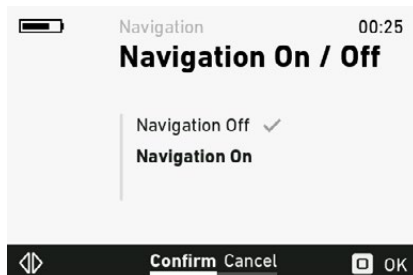 Navigation 00:25
Navigation On / Off
Navigation Off
Navigation On
Confirm Cancel OK